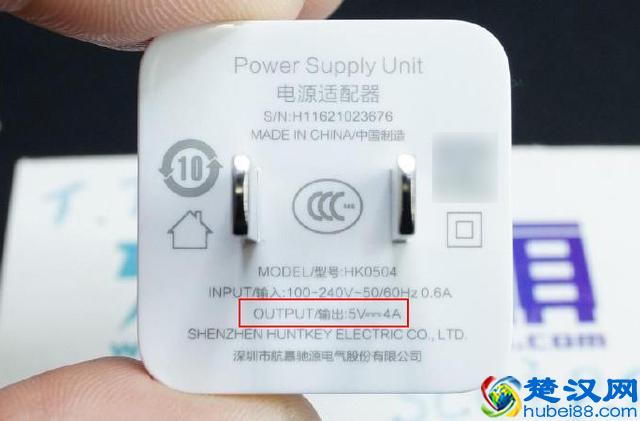 Power Supply Unit
电源适配器
S/N:H11621023676
MADE IN CHINA/中国制造
10
CCC
MODEL/型号:HK0504
INPUT/输入:100-240V~50/60Hz 0.6A
OUTPUT/输出:5V⎓4A
SHENZHEN HUNTKEY ELECTRIC CO., LTD.
深圳市航嘉驰源电气股份有限公司
楚汉网
hubei88.com